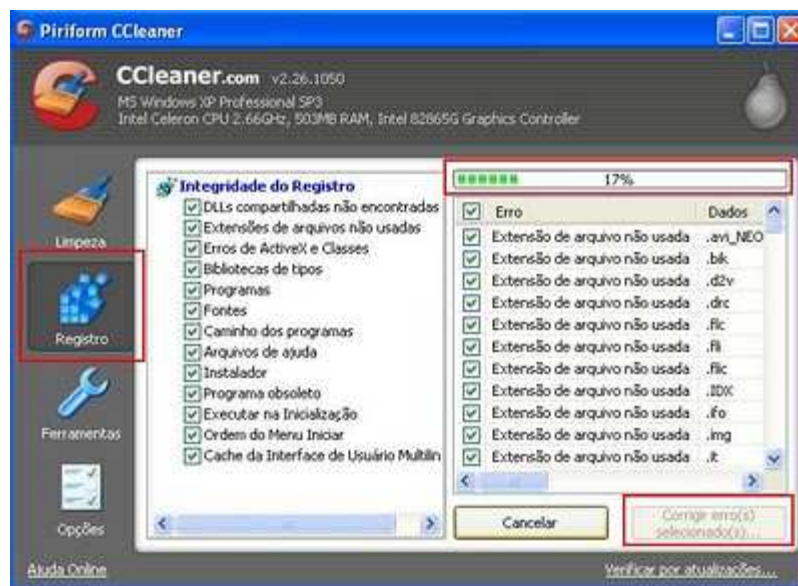 Piriform CCleaner
CCleaner.com v2.26.1050
MS Windows XP Professional SP3
Intel Celeron CPU 2.66GHz, 503MB RAM, Intel 82865G Graphics Controller
Limpeza
Registro
Ferramentas
Opções
Integridade do Registro
DLLs compartilhadas não encontradas
Extensões de arquivos não usadas
Erros de ActiveX e Classes
Bibliotecas de tipos
Programas
Fontes
Caminho dos programas
Arquivos de ajuda
Instalador
Programa obsoleto
Executar na Inicialização
Ordem do Menu Iniciar
Cache da Interface de Usuário Multilin
17%
Erro Dados
Extensão de arquivo não usada .avi_NEO
Extensão de arquivo não usada .bik
Extensão de arquivo não usada .d2v
Extensão de arquivo não usada .drc
Extensão de arquivo não usada .flc
Extensão de arquivo não usada .fli
Extensão de arquivo não usada .flic
Extensão de arquivo não usada .IDX
Extensão de arquivo não usada .ifo
Extensão de arquivo não usada .img
Extensão de arquivo não usada .it
Cancelar
Corrigir erro(s)
selecionado(s)...
Ajuda Online
Verificar por atualizações...